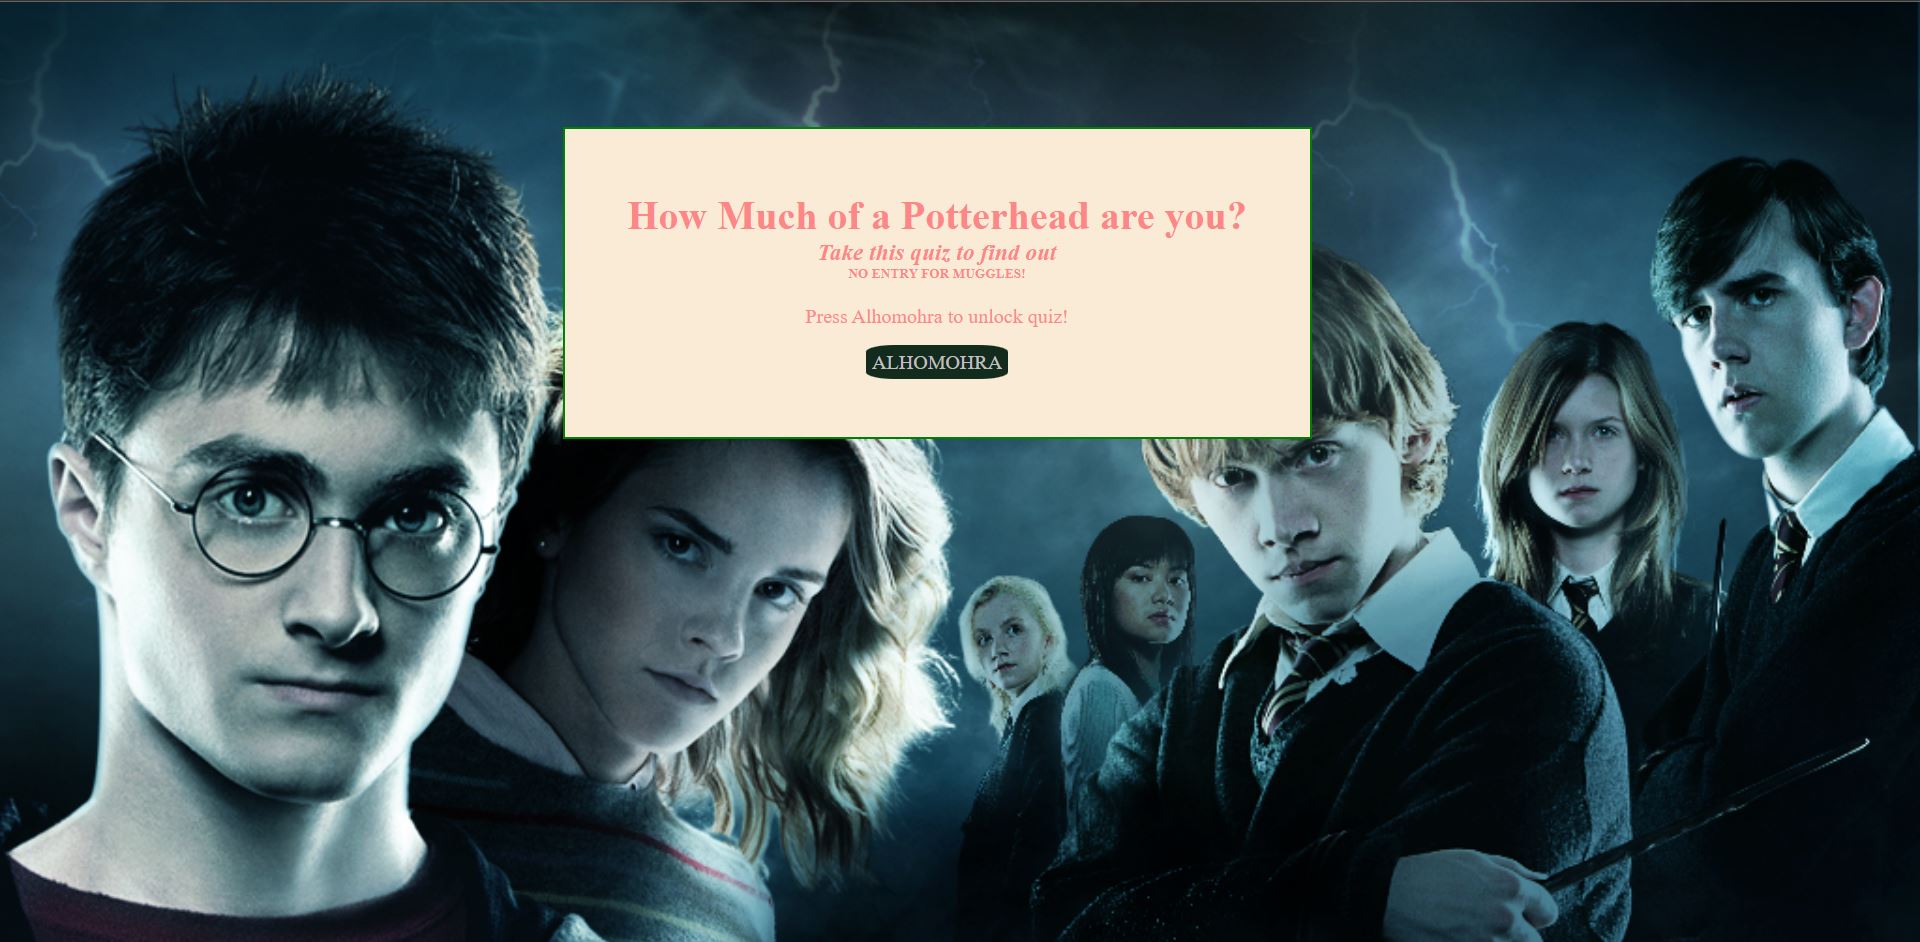 How Much of a Potterhead are you?
Take this quiz to find out
NO ENTRY FOR MUGGLES!
Press Alhomohra to unlock quiz!
ALHOMOHRA